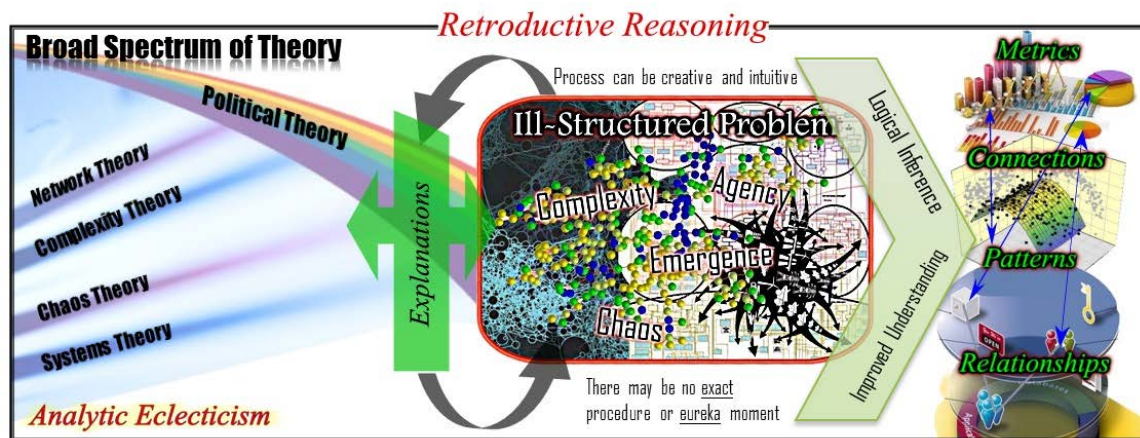 Retroductive Reasoning
Broad Spectrum of Theory
Political Theory
Network Theory
Complexity Theory
Chaos Theory
Systems Theory
Analytic Eclecticism
Explanations
Process can be creative and intuitive
Ill-Structured Problem
Complexity
Agency
Emergence
Chaos
There may be no exact
procedure or eureka moment
Logical Inference
Improved Understanding
Metrics
Connections
Patterns
OPEN
Relationships